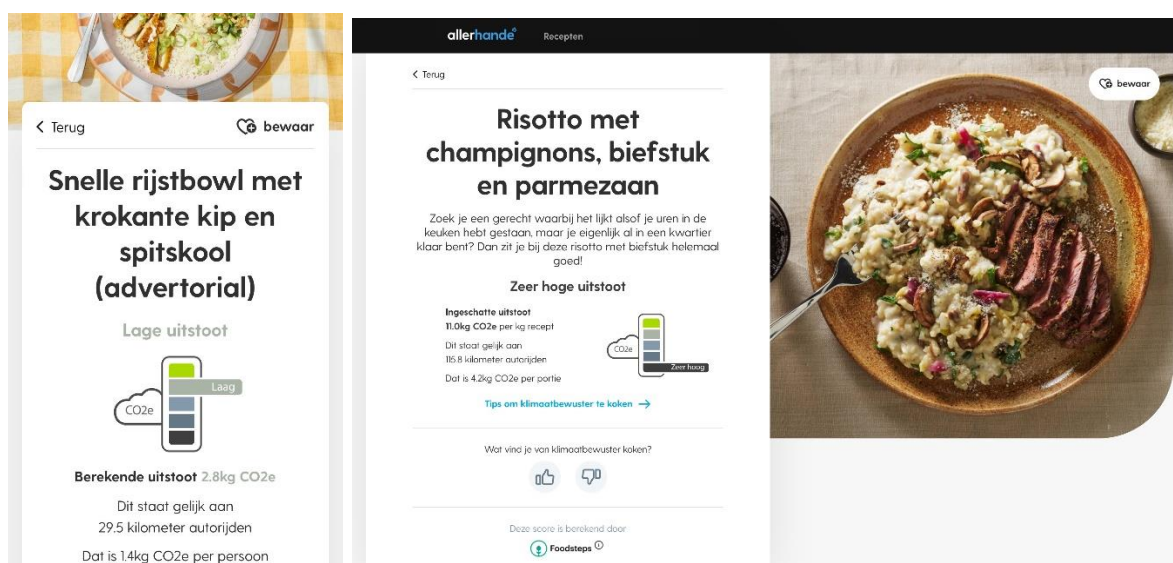 Terug
bewaar
Snelle rijstbowl met
krokante kip en
spitskool
(advertorial)
Lage uitstoot
Laag
CO2e
Berekende uitstoot 2.8kg CO2e
Dit staat gelijk aan
29.5 kilometer autorijden
Dat is 1.4kg CO2e per persoon
allerhande
Recepten
Terug
bewaar
Risotto met
champignons, biefstuk
en parmezaan
Zoek je een gerecht waarbij het lijkt alsof je uren in de
keuken hebt gestaan, maar je eigenlijk al in een kwartier
klaar bent? Dan zit je bij deze risotto met biefstuk helemaal
goed!
Zeer hoge uitstoot
Ingeschatte uitstoot
11.0kg CO2e per kg recept
Dit staat gelijk aan
115.8 kilometer autorijden
Dat is 4.2kg CO2e per portie
CO2e
Zeer hoog
Tips om klimaatbewuster te koken →
Wat vind je van klimaatbewuster koken?
Deze score is berekend door
Foodsteps